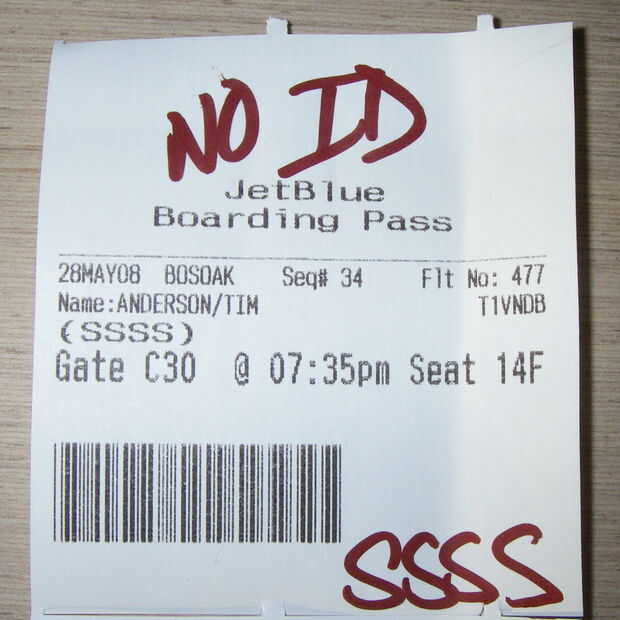 NO ID
JetBlue
Boarding Pass
28MAY08 BOSOAK Seq# 34 Flt No: 477
Name:ANDERSON/TIM T1VNDB
(SSSS)
Gate C30 @ 07:35pm Seat 14F
SSSS